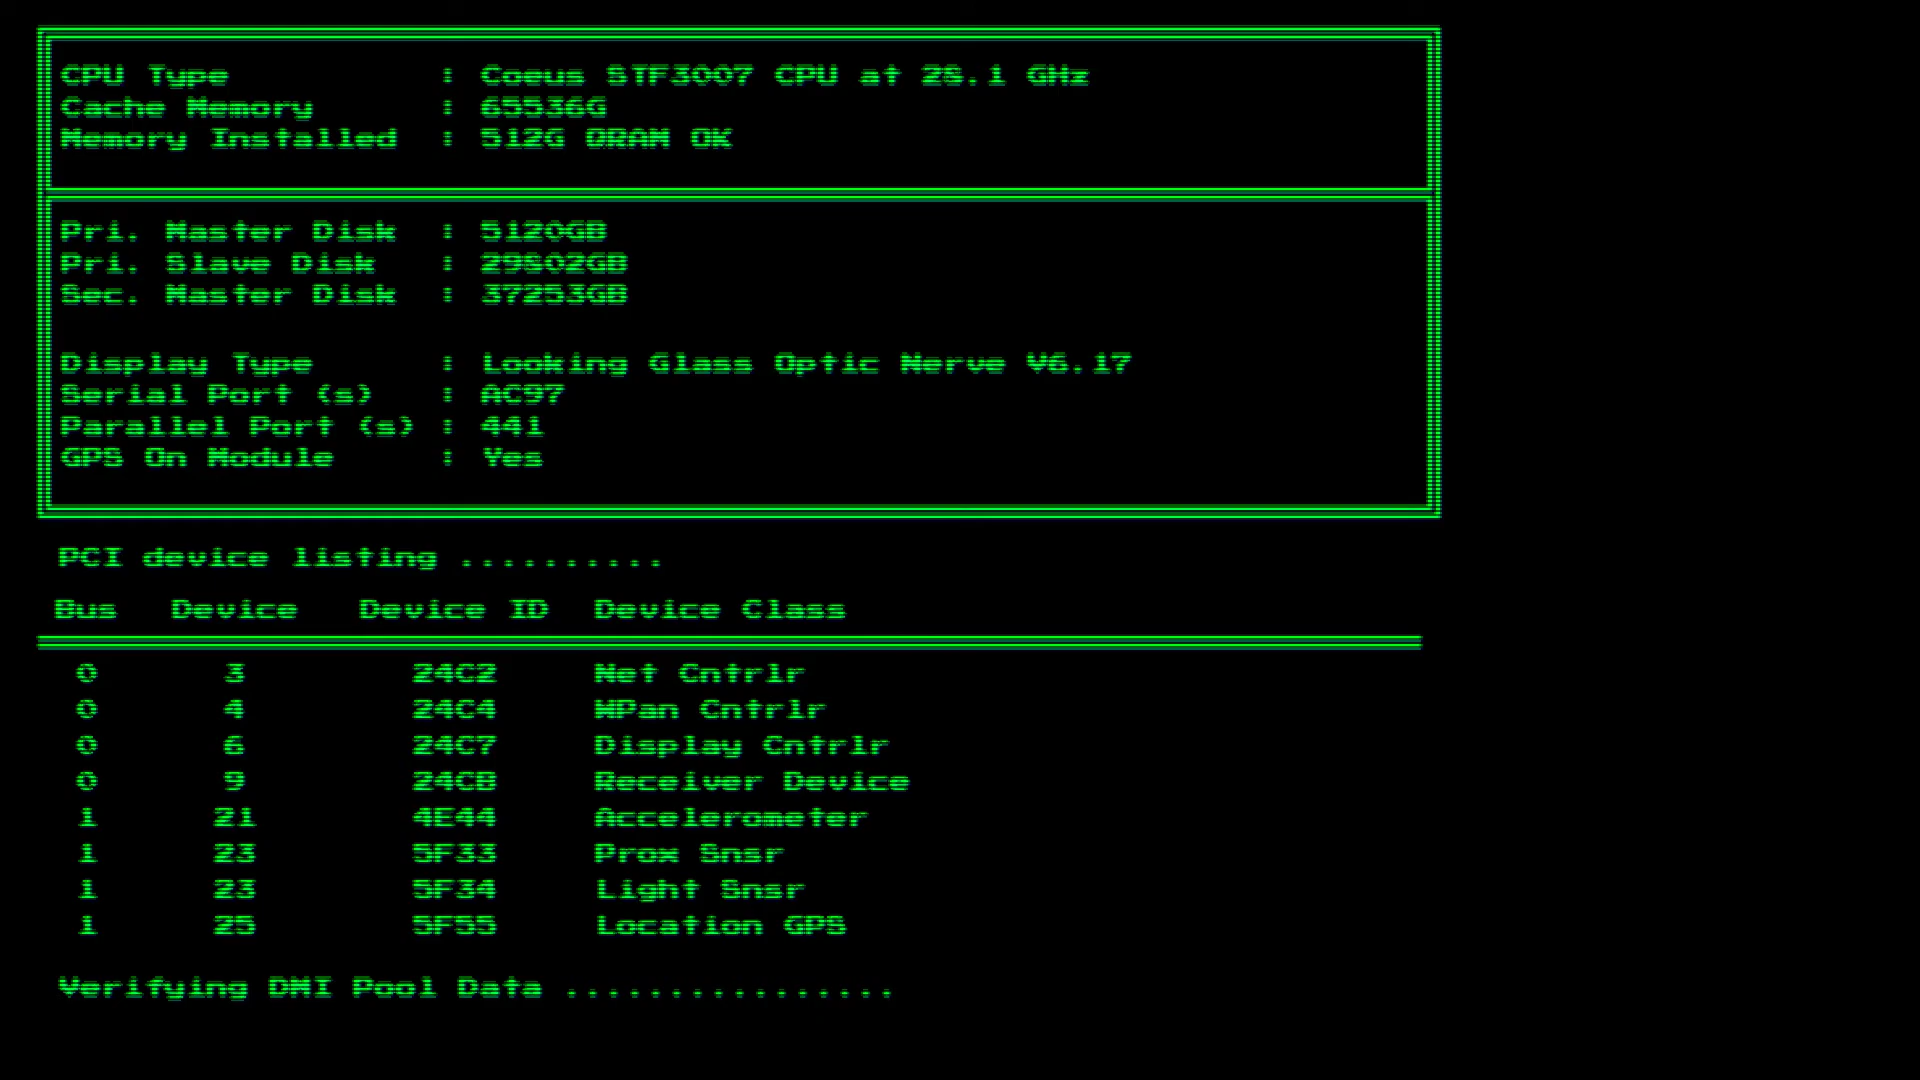 CPU Type : Coeus STF3007 CPU at 28.1 GHz
Cache Memory : 65536G
Memory Installed : 512G QRAM OK
Pri. Master Disk : 5120GB
Pri. Slave Disk : 29802GB
Sec. Master Disk : 37253GB
Display Type : Looking Glass Optic Nerve V6.17
Serial Port (s) : AC97
Parallel Port (s) : 441
GPS On Module : Yes
PCI device listing ..........
Bus Device Device ID Device Class
0 3 24C2 Net Cntrlr
0 4 24C4 WPan Cntrlr
0 6 24C7 Display Cntrlr
0 9 24CB Receiver Device
1 21 4E44 Accelerometer
1 23 5F33 Prox Snsr
1 23 5F34 Light Snsr
1 25 5F55 Location GPS
Verifying DMI Pool Data ................